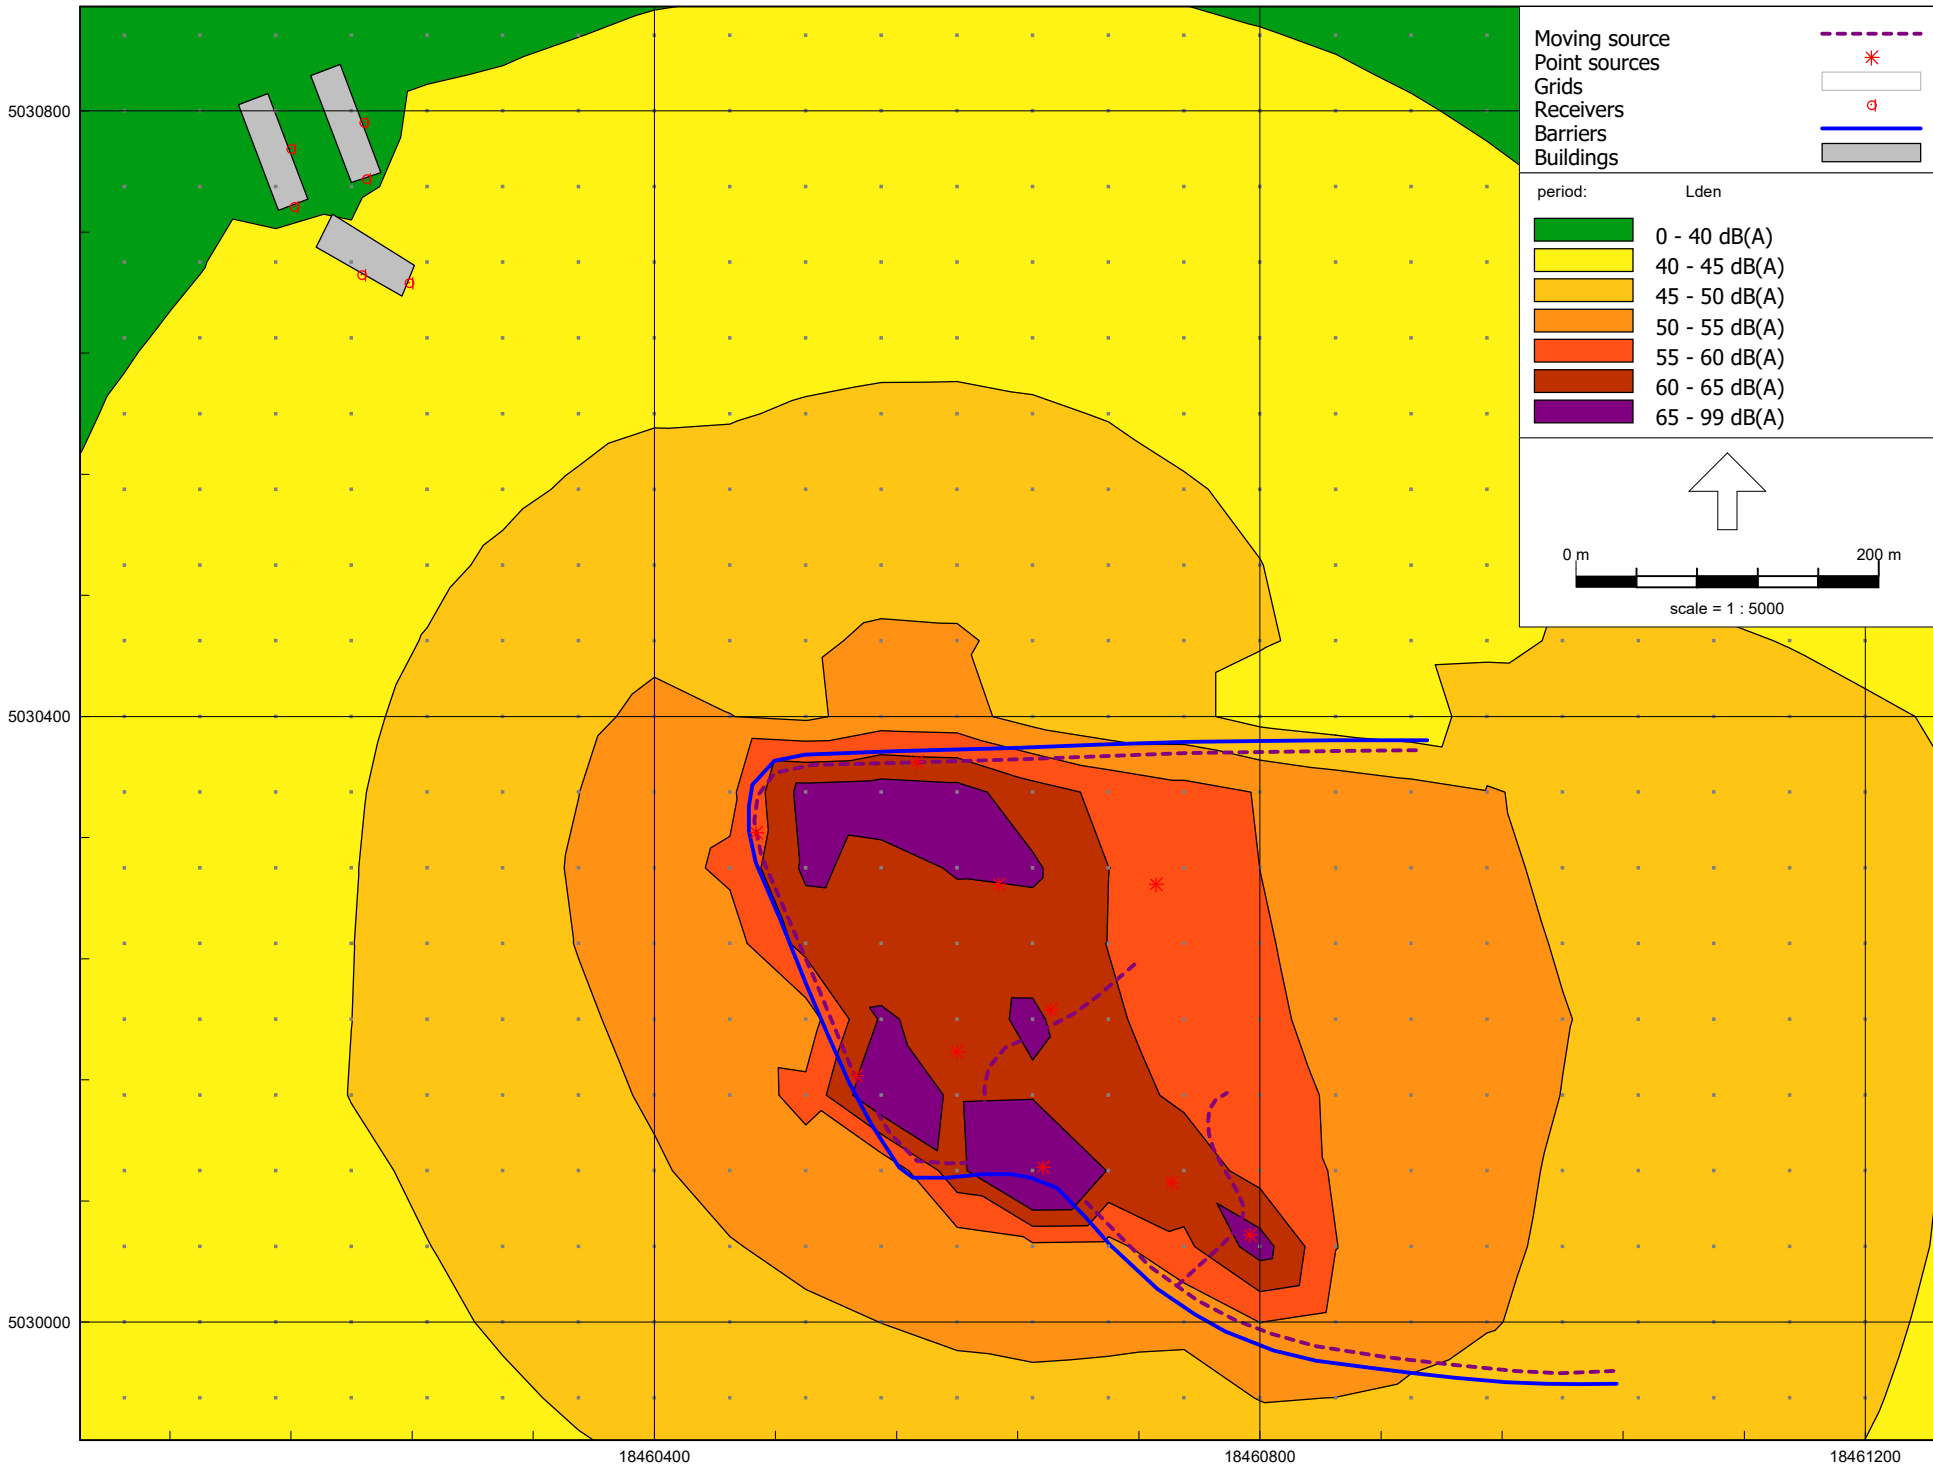 Moving source
Point sources
Grids
Receivers
Barriers
Buildings
period: Lden
0 - 40 dB(A)
40 - 45 dB(A)
45 - 50 dB(A)
50 - 55 dB(A)
55 - 60 dB(A)
60 - 65 dB(A)
65 - 99 dB(A)
0 m 200 m
scale = 1 : 5000
5030800
5030400
5030000
18460400 18460800 18461200